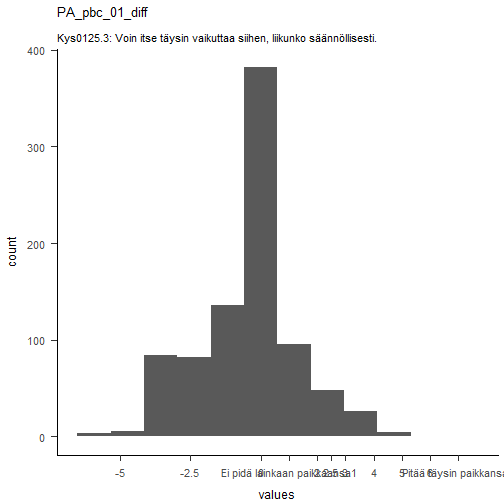 PA_pbc_01_diff
Kys0125.3: Voin itse täysin vaikuttaa siihen, liikunko säännöllisesti.
400
300
200
100
0
count
-5 -2.5 Ei pidä lainkaan paikkaansa 4 Pitää täysin paikkansa
values